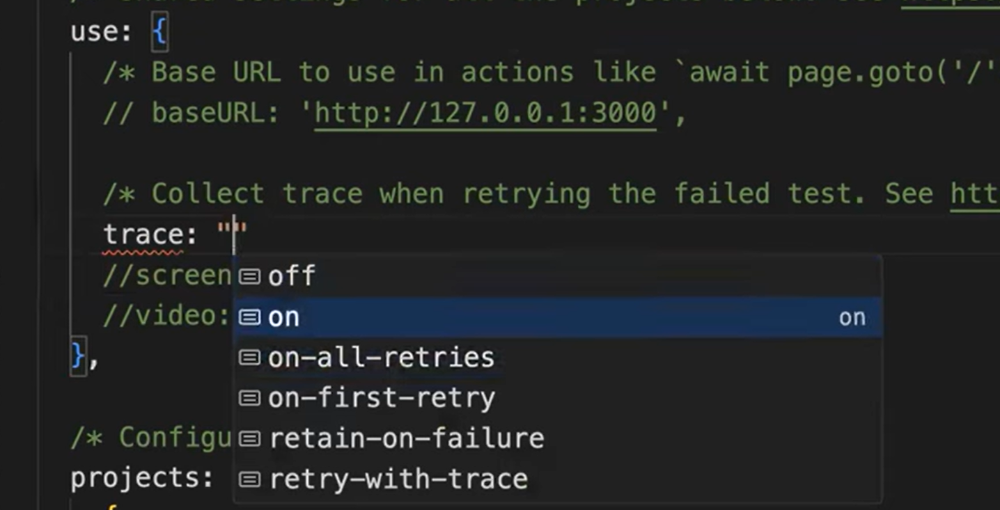 use: {
/* Base URL to use in actions like `await page.goto('/'
// baseURL: 'http://127.0.0.1:3000',
/* Collect trace when retrying the failed test. See htt
trace: ""
//screen
off
//video:
on on
},
on-all-retries
on-first-retry
/* Configu
retain-on-failure
projects:
retry-with-trace
{